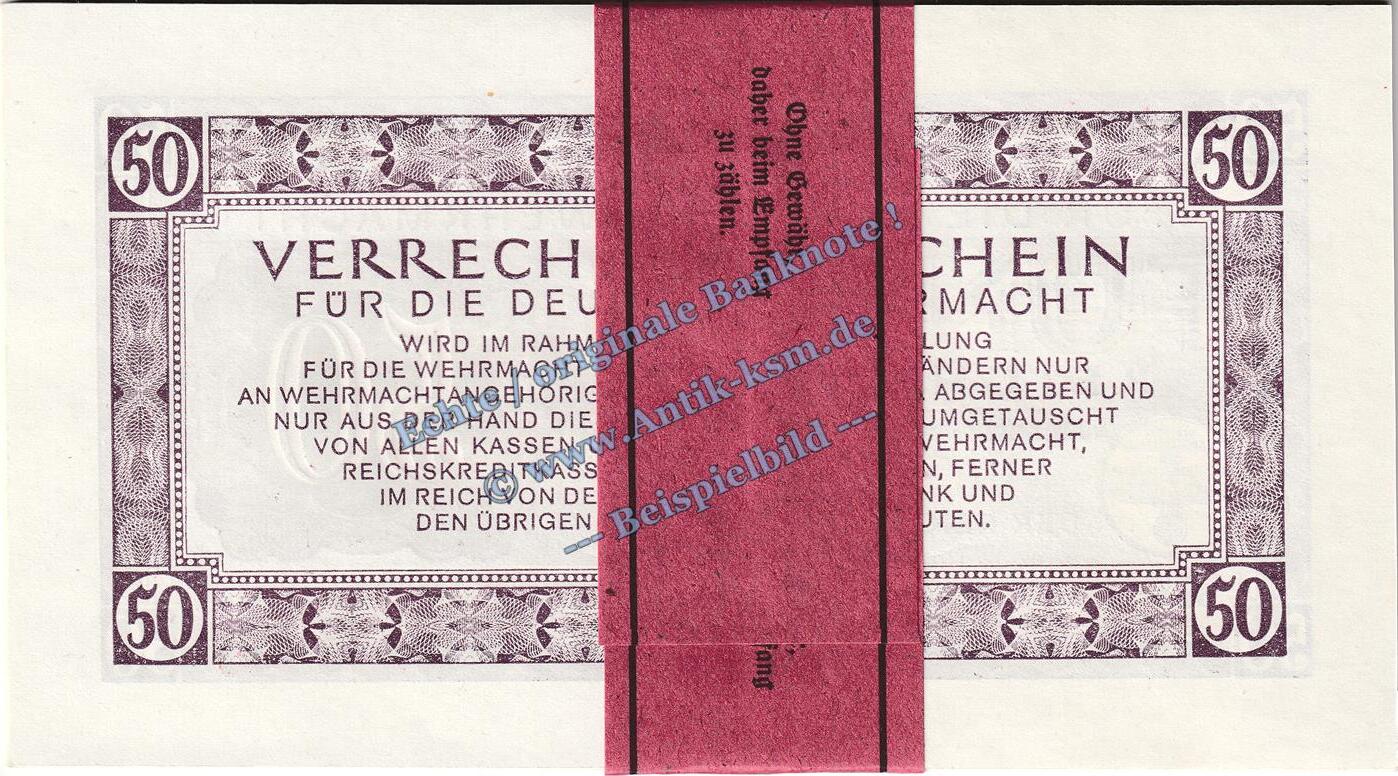 50
50
VERRECH CHEIN
FÜR DIE DEU RMACHT
WIRD IM RAHM LUNG
FÜR DIE WEHRMACHT ÄNDERN NUR
AN WEHRMACHTANGEHÖRIG ABGEGEBEN UND
NUR AUS DER HAND DIE UMGETAUSCHT
VON ALLEN KASSEN WEHRMACHT,
REICHSKREDITKASS N, FERNER
IM REICH VON DE NK UND
DEN ÜBRIGEN UTEN.
50
50
Ohne Gewähr
daher beim Empfang
zu zählen.
fang
Echte / originale Banknote !
© www.Antik-ksm.de
--- Beispielbild ---